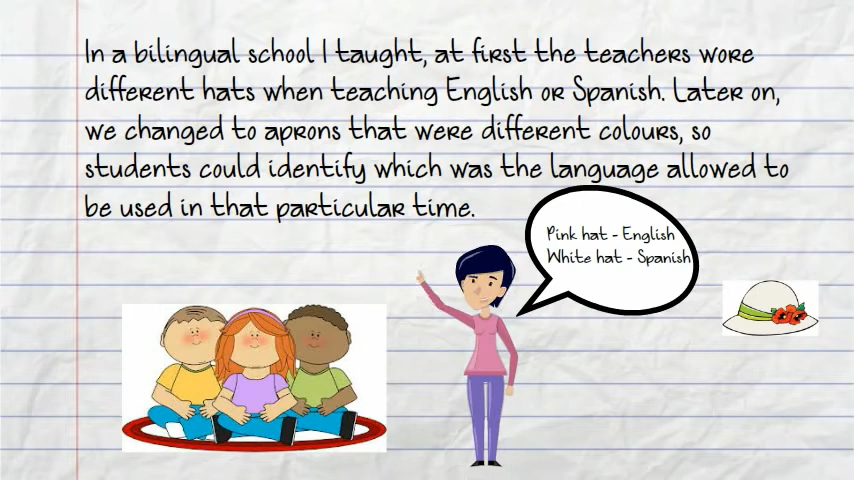 In a bilingual school I taught, at first the teachers wore
different hats when teaching English or Spanish. Later on,
we changed to aprons that were different colours, so
students could identify which was the language allowed to
be used in that particular time.
Pink hat - English
White hat - Spanish